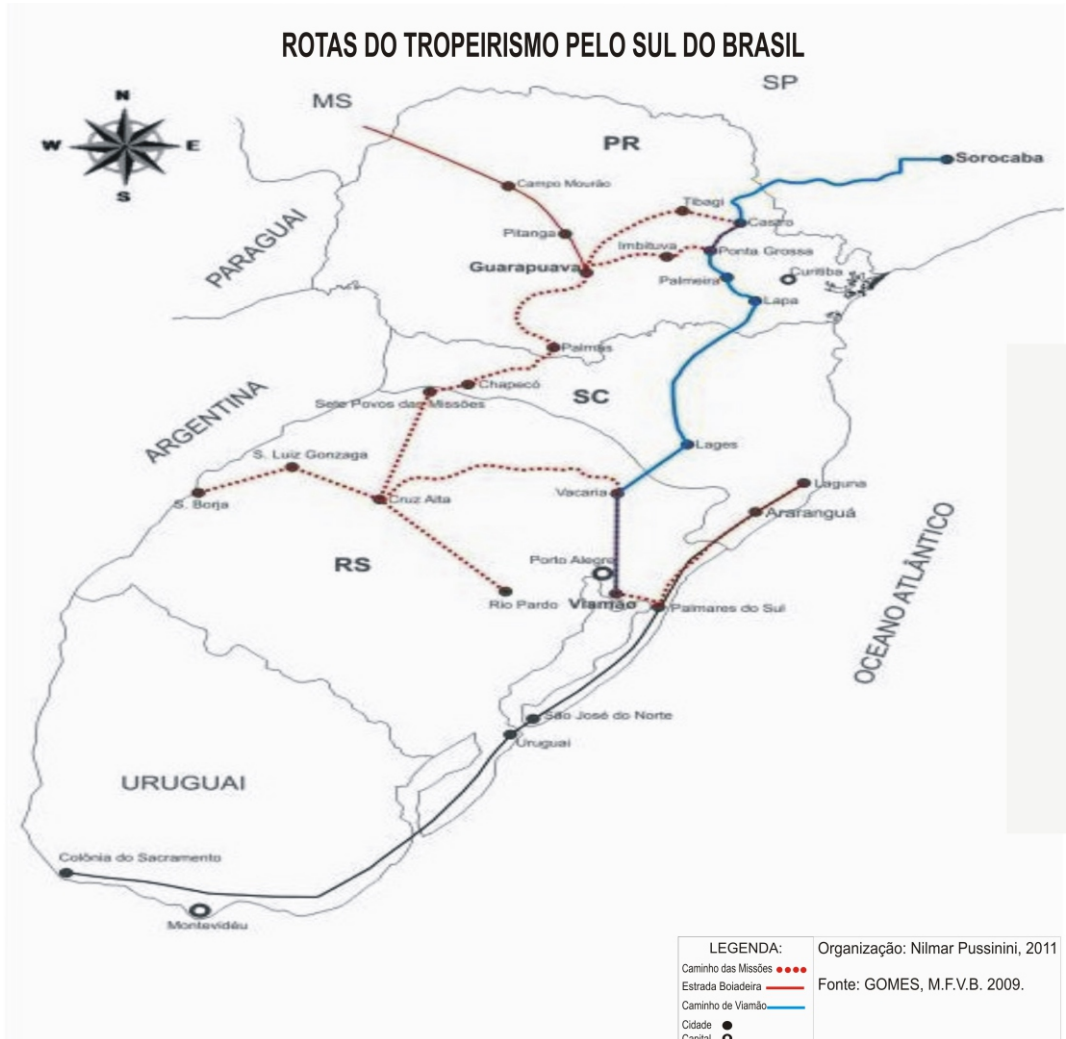 ROTAS DO TROPEIRISMO PELO SUL DO BRASIL
SP
MS
N
W
E
S
PR
Sorocaba
Campo Mourão
Tibagi
Castro
Pitanga
Imbituva
Ponta Grossa
PARAGUAI
Guarapuava
Palmeira
Curitiba
Lapa
Palmas
Chapecó
SC
Sete Povos das Missões
ARGENTINA
Lages
S. Luiz Gonzaga
Laguna
S. Borja
Cruz Alta
Vacaria
Araranguá
OCEANO ATLÂNTICO
RS
Porto Alegre
Rio Pardo
Viamão
Palmares do Sul
São José do Norte
Uruguai
URUGUAI
Colônia do Sacramento
Montevidéu
LEGENDA:
Caminho das Missões
Estrada Boiadeira
Caminho de Viamão
Cidade
Capital
Organização: Nilmar Pussinini, 2011
Fonte: GOMES, M.F.V.B. 2009.